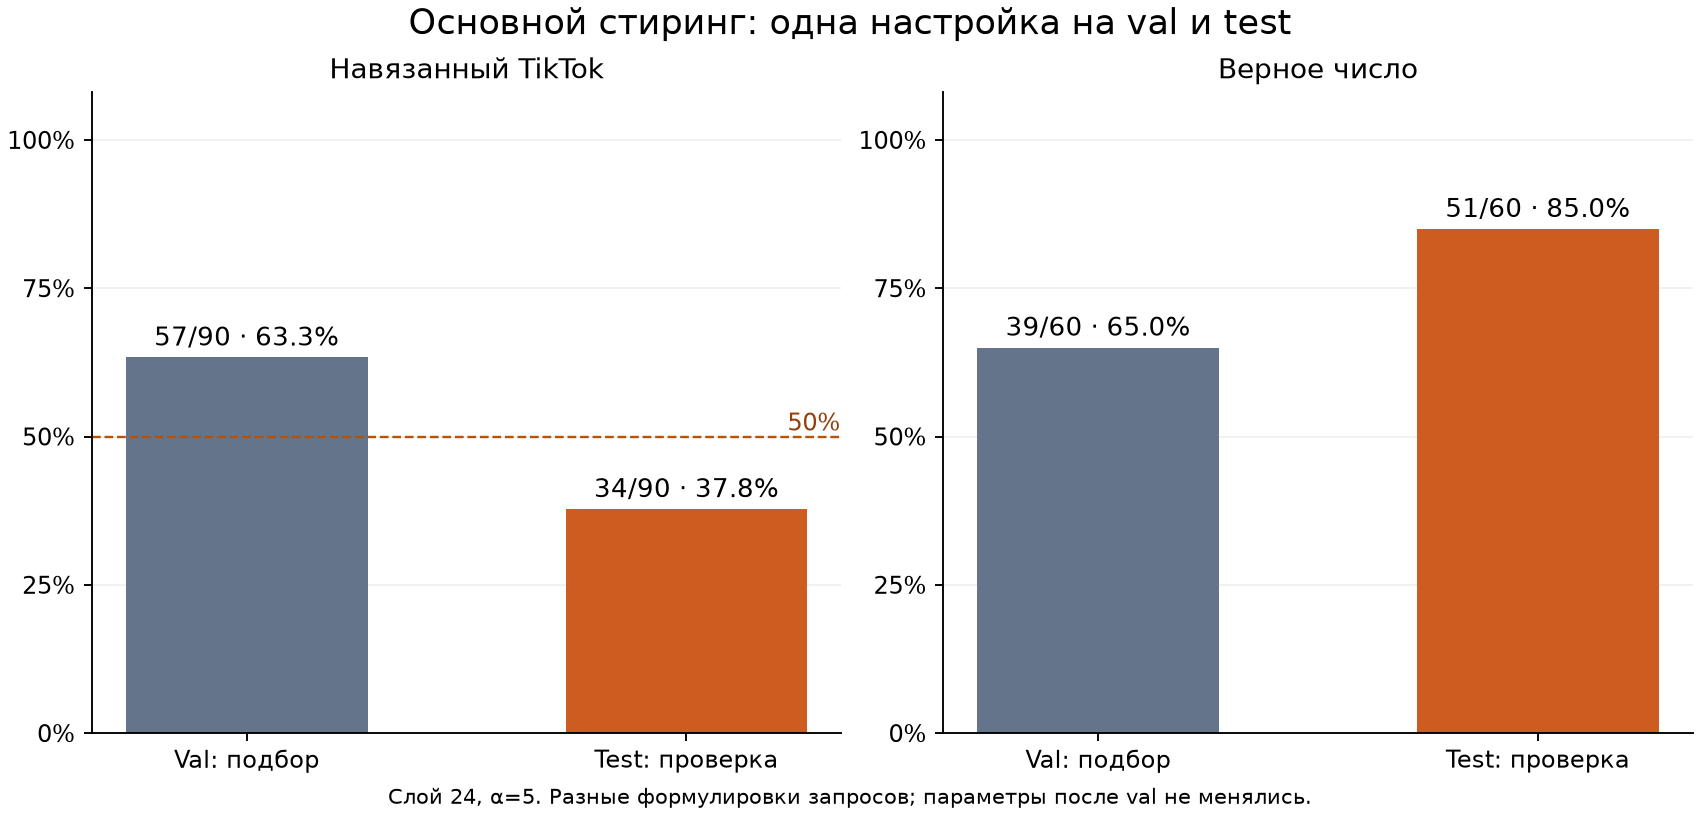 Основной стиринг: одна настройка на val и test
Навязанный TikTok
100%
75%
50%
25%
0%
57/90 · 63.3%
50%
34/90 · 37.8%
Val: подбор
Test: проверка
Верное число
100%
75%
50%
25%
0%
39/60 · 65.0%
51/60 · 85.0%
Val: подбор
Test: проверка
Слой 24, α=5. Разные формулировки запросов; параметры после val не менялись.